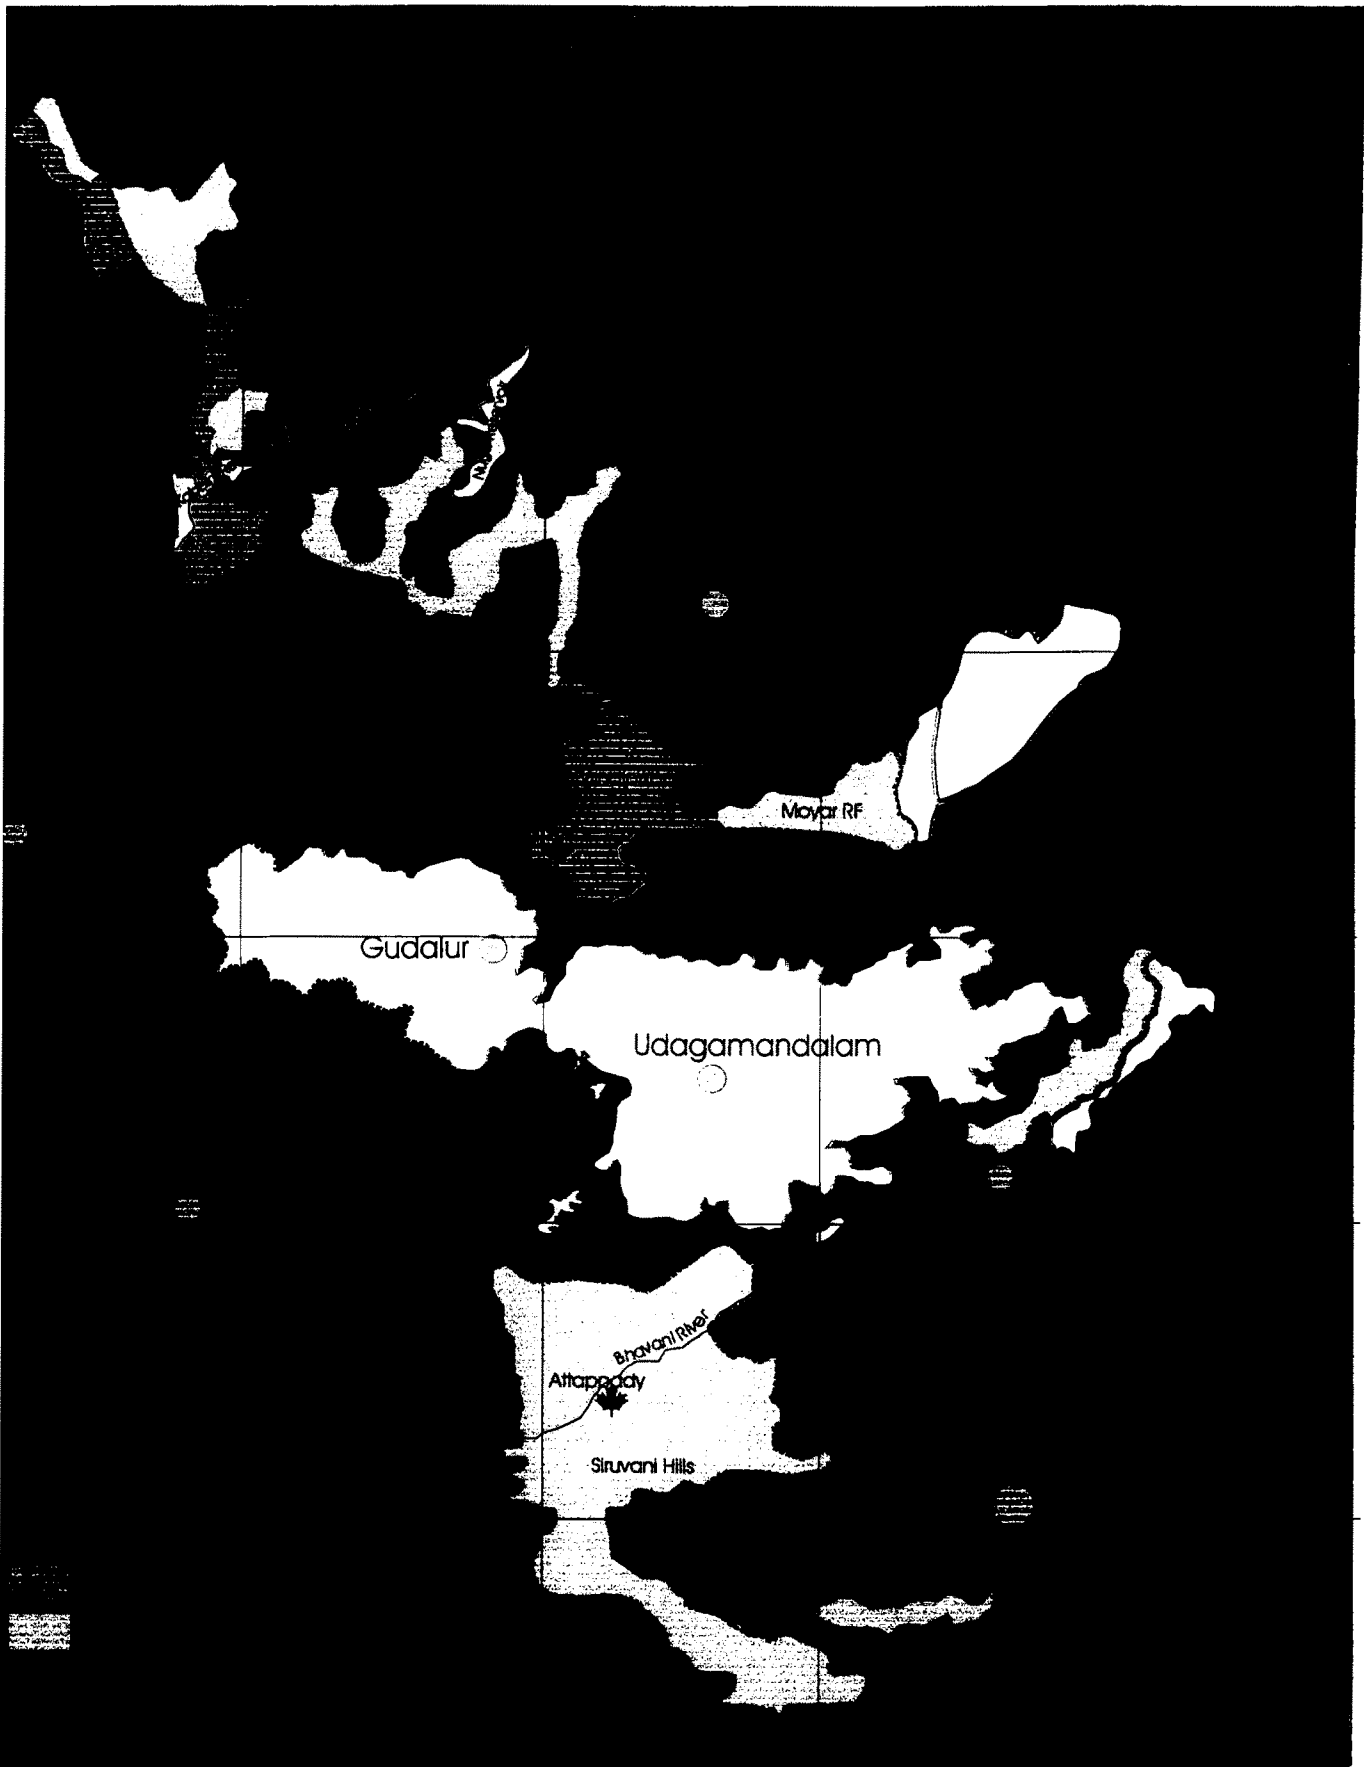 Moyar RF
Gudalur
Udagamandalam
Bhavani River
Attappady
Siruvani Hills